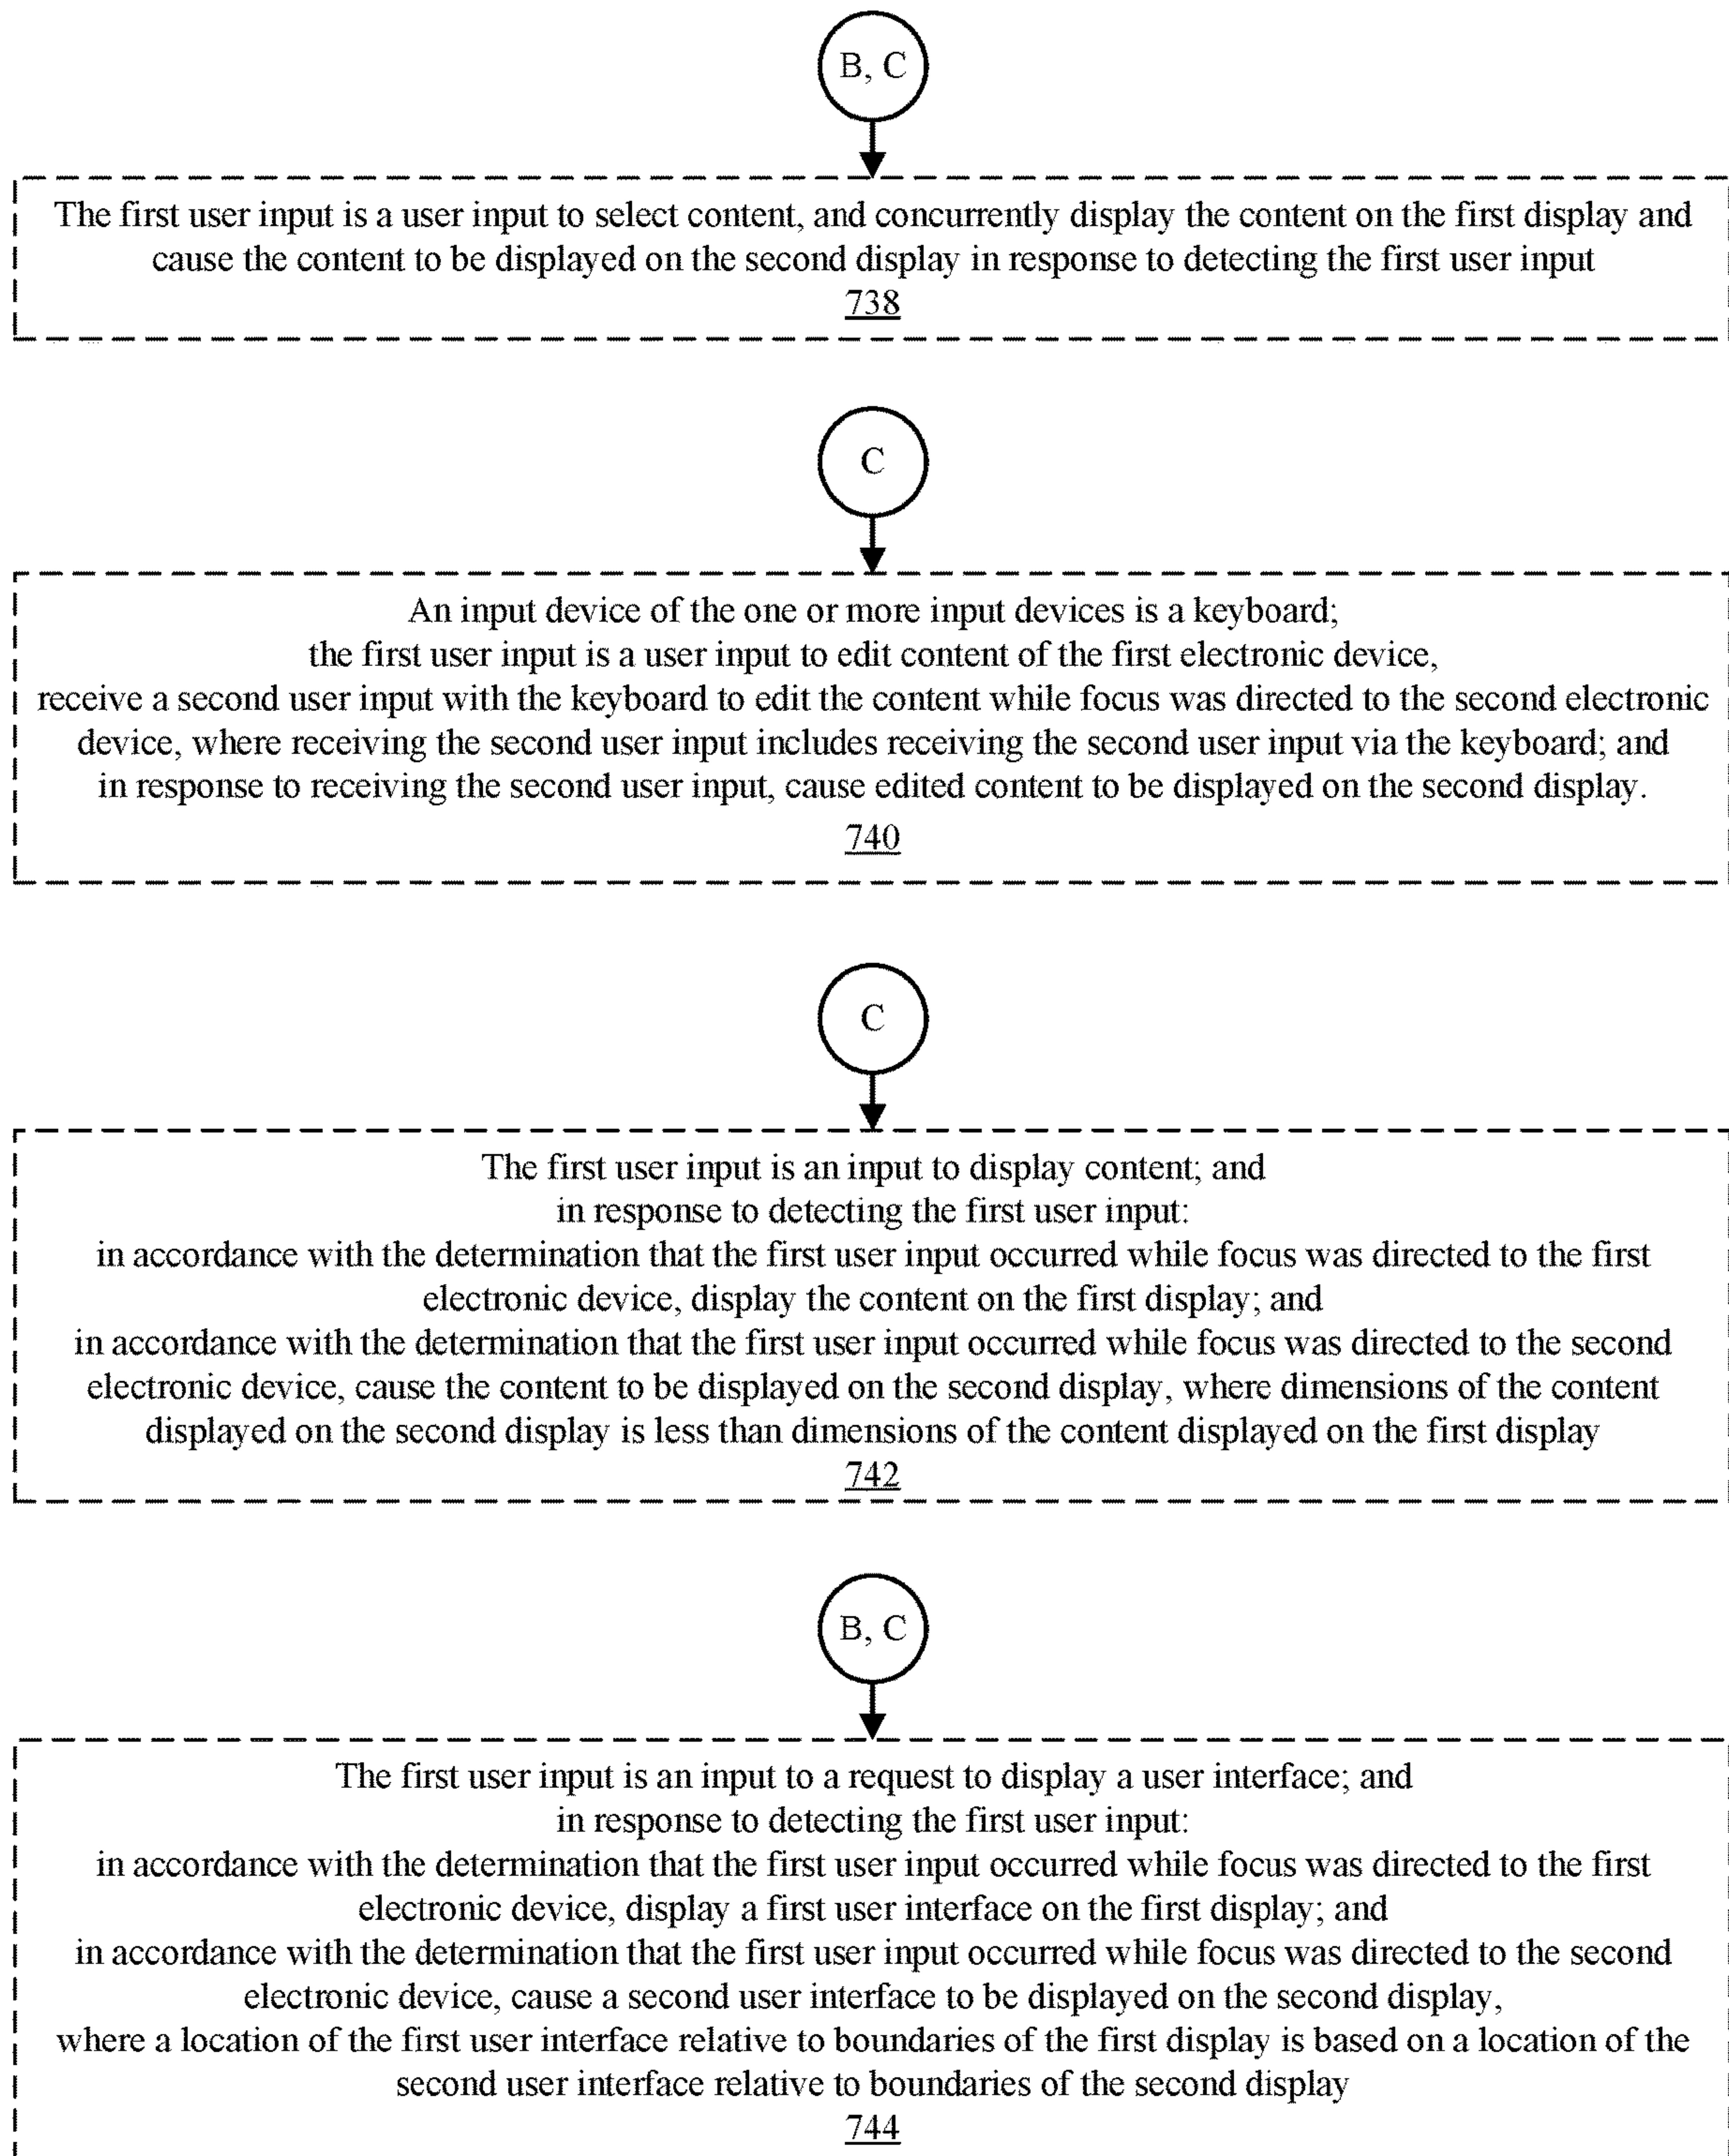 B, C
The first user input is a user input to select content, and concurrently display the content on the first display and
cause the content to be displayed on the second display in response to detecting the first user input
738
C
An input device of the one or more input devices is a keyboard;
the first user input is a user input to edit content of the first electronic device,
receive a second user input with the keyboard to edit the content while focus was directed to the second electronic
device, where receiving the second user input includes receiving the second user input via the keyboard; and
in response to receiving the second user input, cause edited content to be displayed on the second display.
740
C
The first user input is an input to display content; and
in response to detecting the first user input:
in accordance with the determination that the first user input occurred while focus was directed to the first
electronic device, display the content on the first display; and
in accordance with the determination that the first user input occurred while focus was directed to the second
electronic device, cause the content to be displayed on the second display, where dimensions of the content
displayed on the second display is less than dimensions of the content displayed on the first display
742
B, C
The first user input is an input to a request to display a user interface; and
in response to detecting the first user input:
in accordance with the determination that the first user input occurred while focus was directed to the first
electronic device, display a first user interface on the first display; and
in accordance with the determination that the first user input occurred while focus was directed to the second
electronic device, cause a second user interface to be displayed on the second display,
where a location of the first user interface relative to boundaries of the first display is based on a location of the
second user interface relative to boundaries of the second display
744